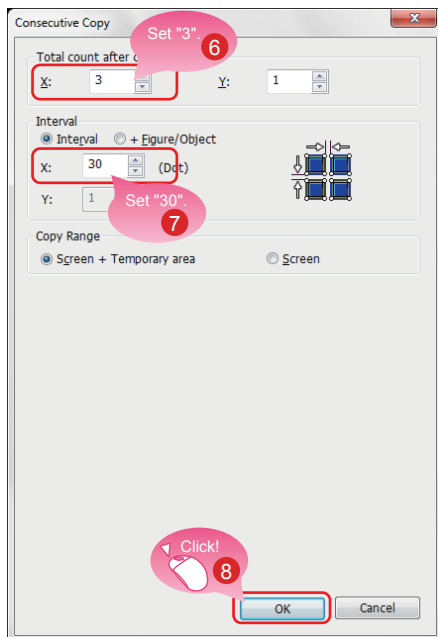 Consecutive Copy
Set "3".
6
Total count after c
X: 3 Y: 1
Interval
Interval + Figure/Object
X: 30 (Dot)
Y: 1
Set "30".
7
Copy Range
Screen + Temporary area Screen
Click!
8
OK Cancel